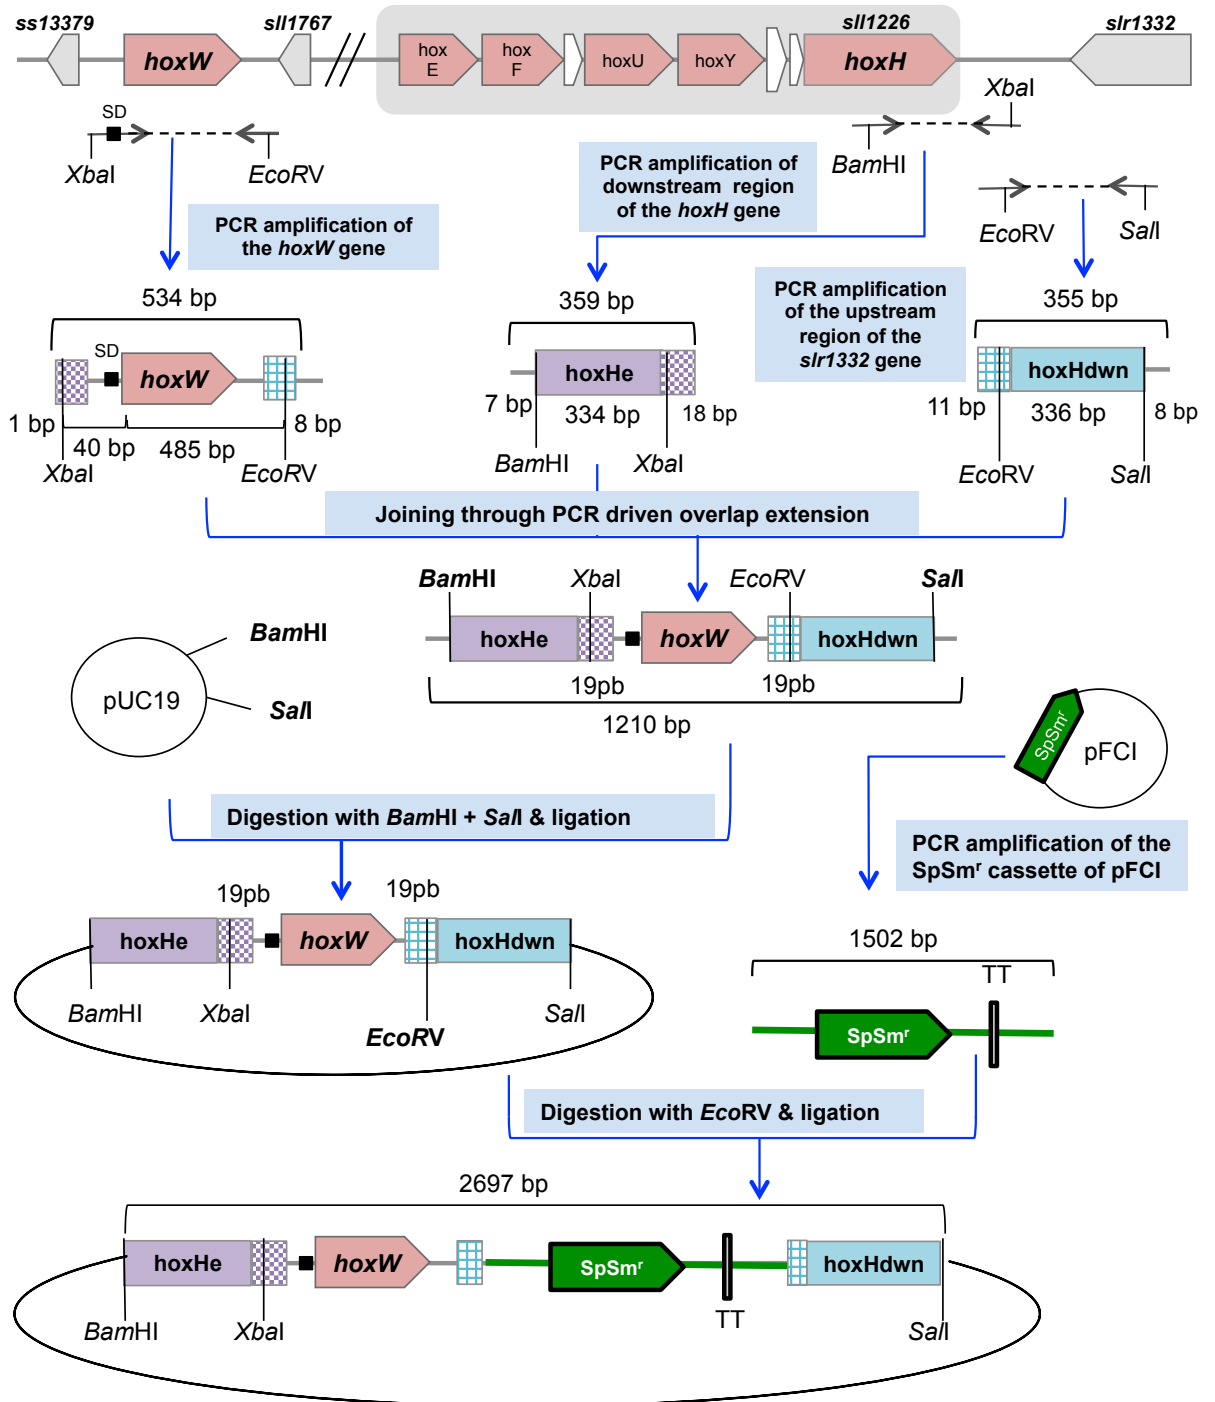 ss13379
sll1767
sll1226
slr1332
hoxW
hox
E
hox
F
hoxU
hoxY
hoxH
XbaI
SD
XbaI
EcoRV
BamHI
PCR amplification of
downstream region
of the hoxH gene
EcoRV
SalI
PCR amplification of
the hoxW gene
534 bp
359 bp
PCR amplification
of the upstream
region of the
slr1332 gene
355 bp
SD
hoxW
hoxHe
hoxHdwn
1 bp
40 bp
485 bp
8 bp
7 bp
334 bp
18 bp
11 bp
336 bp
8 bp
XbaI
EcoRV
BamHI
XbaI
EcoRV
SalI
Joining through PCR driven overlap extension
BamHI
XbaI
EcoRV
SalI
hoxHe
hoxW
hoxHdwn
19pb
19pb
1210 bp
BamHI
pUC19
SalI
SpSmr
pFCI
Digestion with BamHI + SalI & ligation
PCR amplification of the
SpSmʳ cassette of pFCI
19pb
19pb
hoxHe
hoxW
hoxHdwn
BamHI
XbaI
EcoRV
SalI
1502 bp
TT
SpSmʳ
Digestion with EcoRV & ligation
2697 bp
hoxHe
hoxW
SpSmʳ
hoxHdwn
TT
BamHI
XbaI
SalI